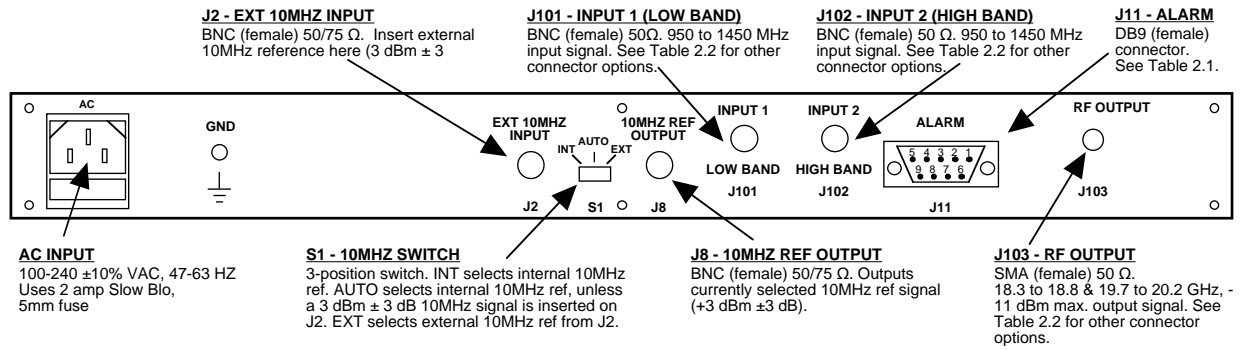 J2 - EXT 10MHZ INPUT
BNC (female) 50/75 Ω. Insert external
10MHz reference here (3 dBm ± 3
J101 - INPUT 1 (LOW BAND)
BNC (female) 50Ω. 950 to 1450 MHz
input signal. See Table 2.2 for other
connector options.
J102 - INPUT 2 (HIGH BAND)
BNC (female) 50 Ω. 950 to 1450 MHz
input signal. See Table 2.2 for other
connector options.
J11 - ALARM
DB9 (female)
connector.
See Table 2.1.
AC
GND
EXT 10MHZ
INPUT
INT
AUTO
EXT
10MHZ REF
OUTPUT
INPUT 1
INPUT 2
ALARM
RF OUTPUT
5 4 3 2 1
9 8 7 6
LOW BAND
HIGH BAND
J2
S1
J8
J101
J102
J11
J103
AC INPUT
100-240 ±10% VAC, 47-63 HZ
Uses 2 amp Slow Blo,
5mm fuse
S1 - 10MHZ SWITCH
3-position switch. INT selects internal 10MHz
ref. AUTO selects internal 10MHz ref, unless
a 3 dBm ± 3 dB 10MHz signal is inserted on
J2. EXT selects external 10MHz ref from J2.
J8 - 10MHZ REF OUTPUT
BNC (female) 50/75 Ω. Outputs
currently selected 10MHz ref signal
(+3 dBm ±3 dB).
J103 - RF OUTPUT
SMA (female) 50 Ω.
18.3 to 18.8 & 19.7 to 20.2 GHz, -
11 dBm max. output signal. See
Table 2.2 for other connector
options.